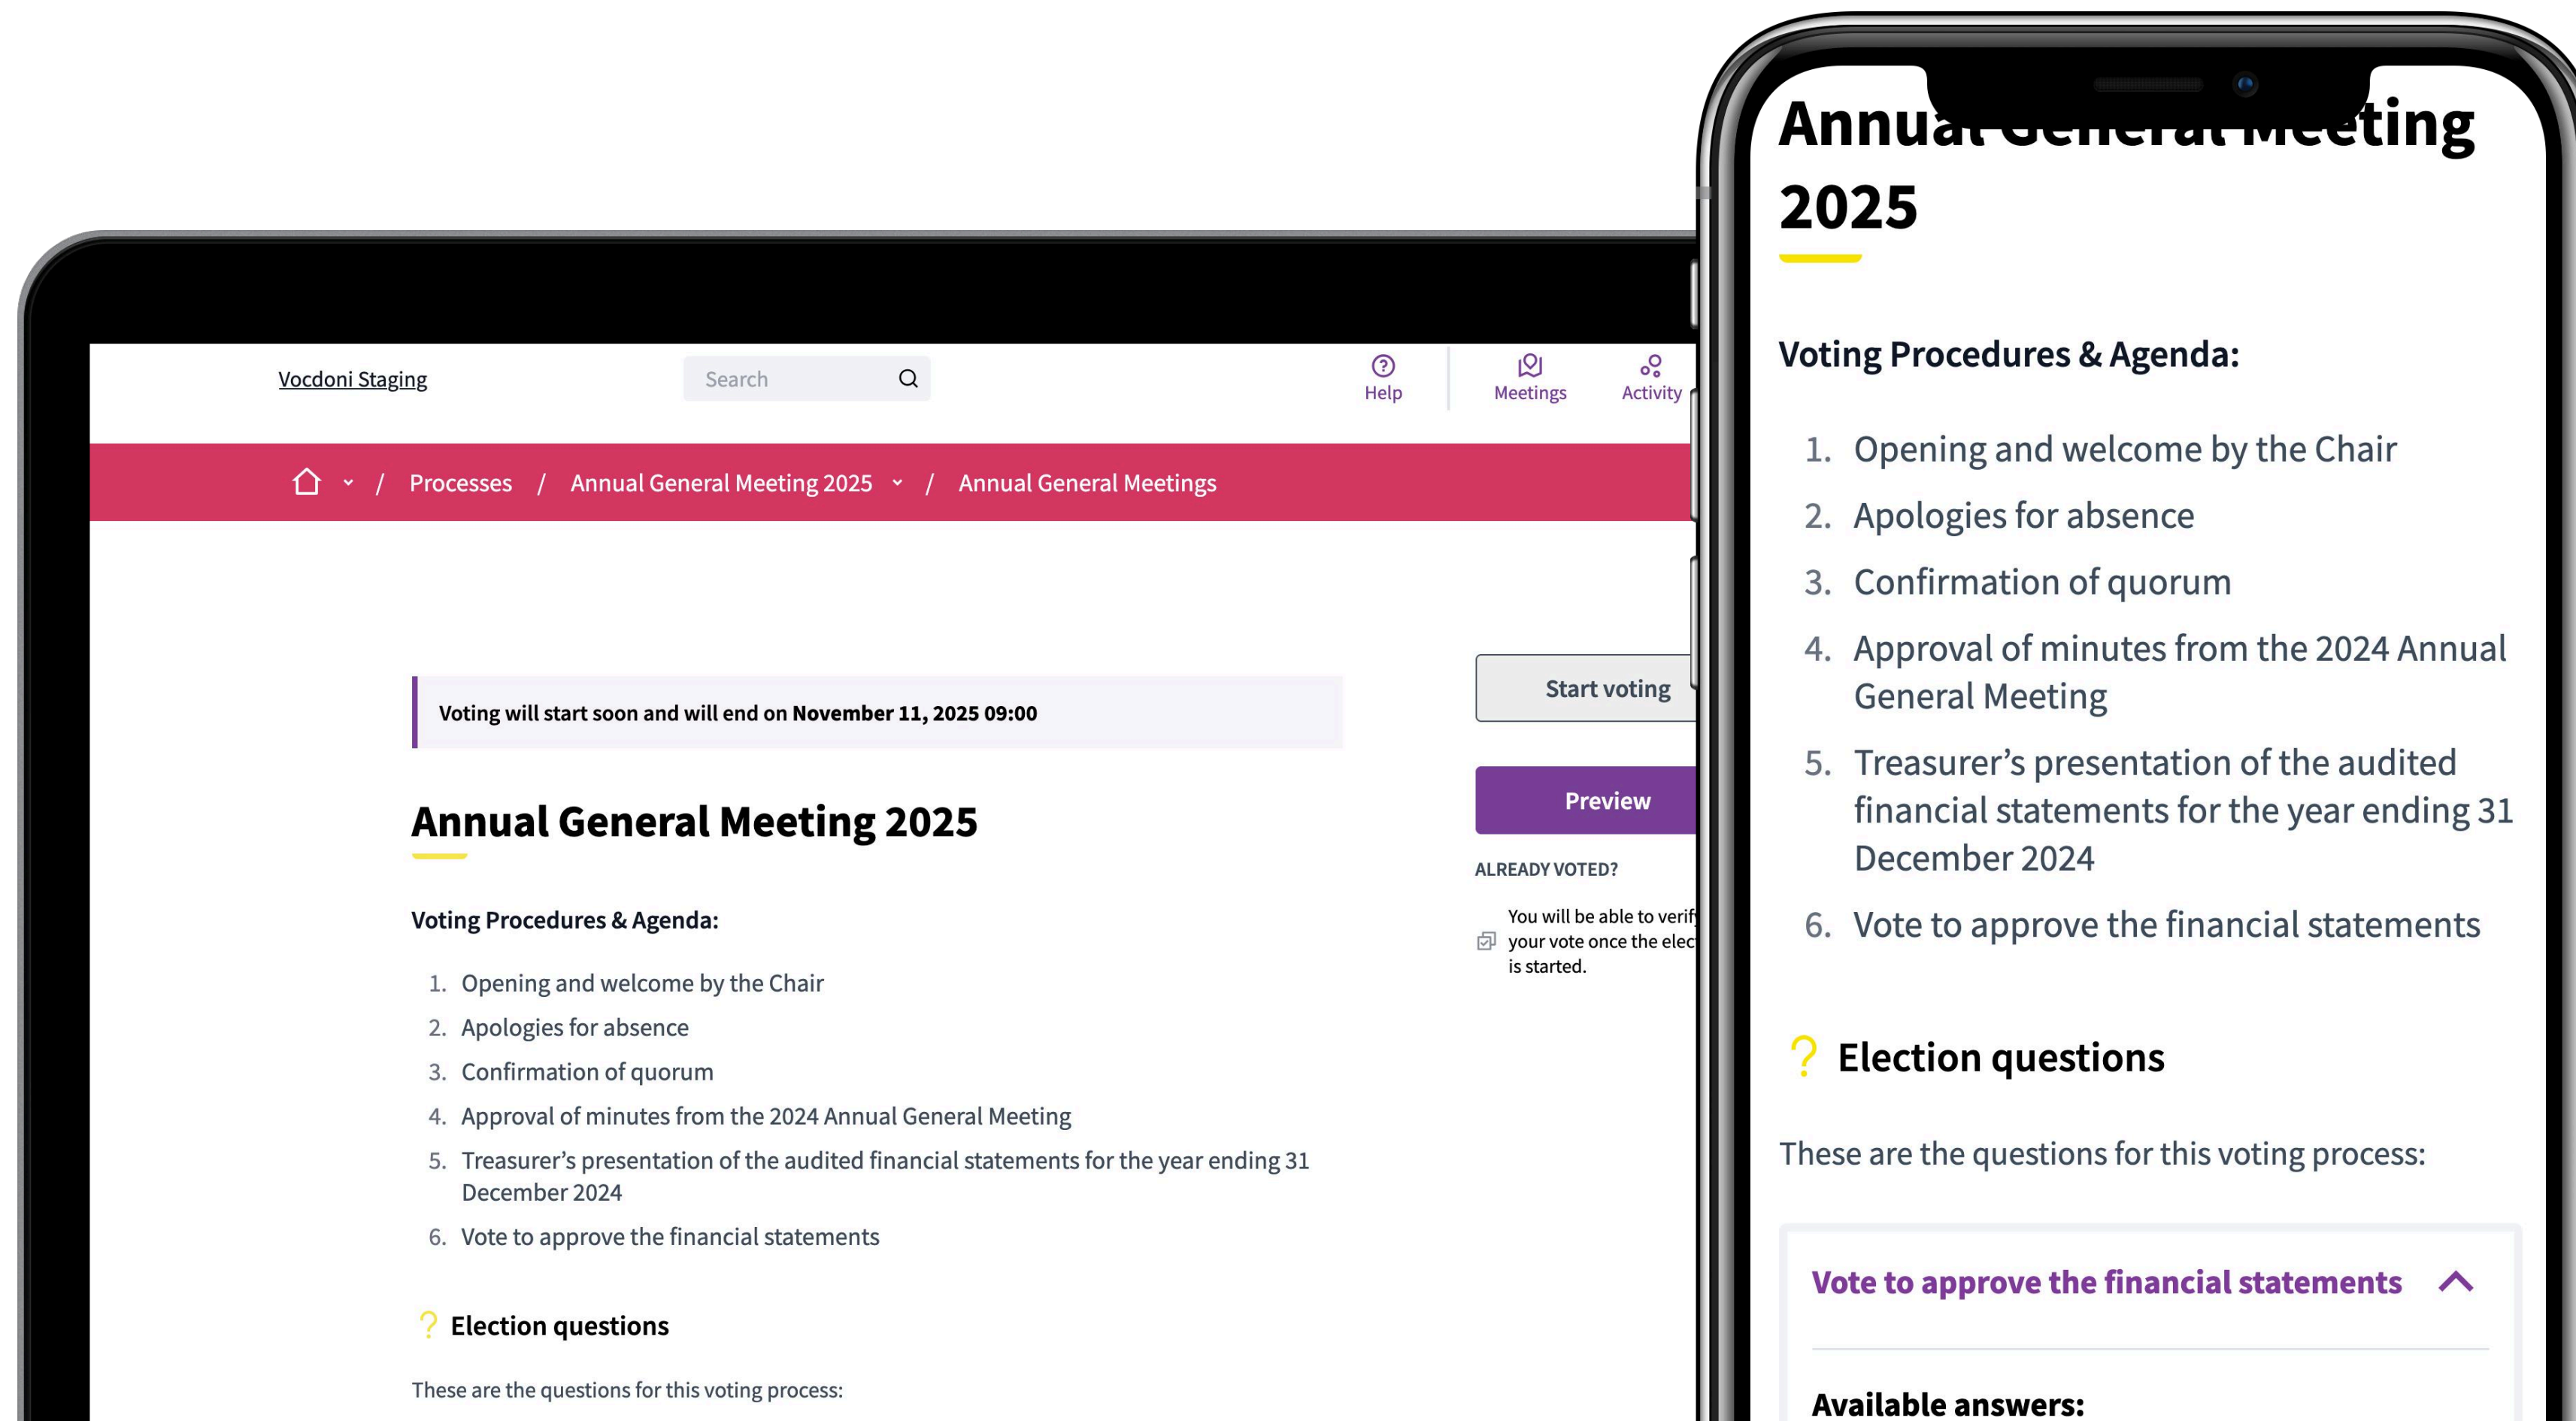 Vocdoni Staging
Search
Help
Meetings
Activity
/ Processes / Annual General Meeting 2025 / Annual General Meetings
Voting will start soon and will end on November 11, 2025 09:00
Start voting
Preview
Annual General Meeting 2025
ALREADY VOTED?
You will be able to verify
your vote once the elec
is started.
Voting Procedures & Agenda:
1. Opening and welcome by the Chair
2. Apologies for absence
3. Confirmation of quorum
4. Approval of minutes from the 2024 Annual General Meeting
5. Treasurer’s presentation of the audited financial statements for the year ending 31
December 2024
6. Vote to approve the financial statements
? Election questions
These are the questions for this voting process:
Annual General Meeting
2025
Voting Procedures & Agenda:
1. Opening and welcome by the Chair
2. Apologies for absence
3. Confirmation of quorum
4. Approval of minutes from the 2024 Annual
General Meeting
5. Treasurer’s presentation of the audited
financial statements for the year ending 31
December 2024
6. Vote to approve the financial statements
? Election questions
These are the questions for this voting process:
Vote to approve the financial statements
Available answers: